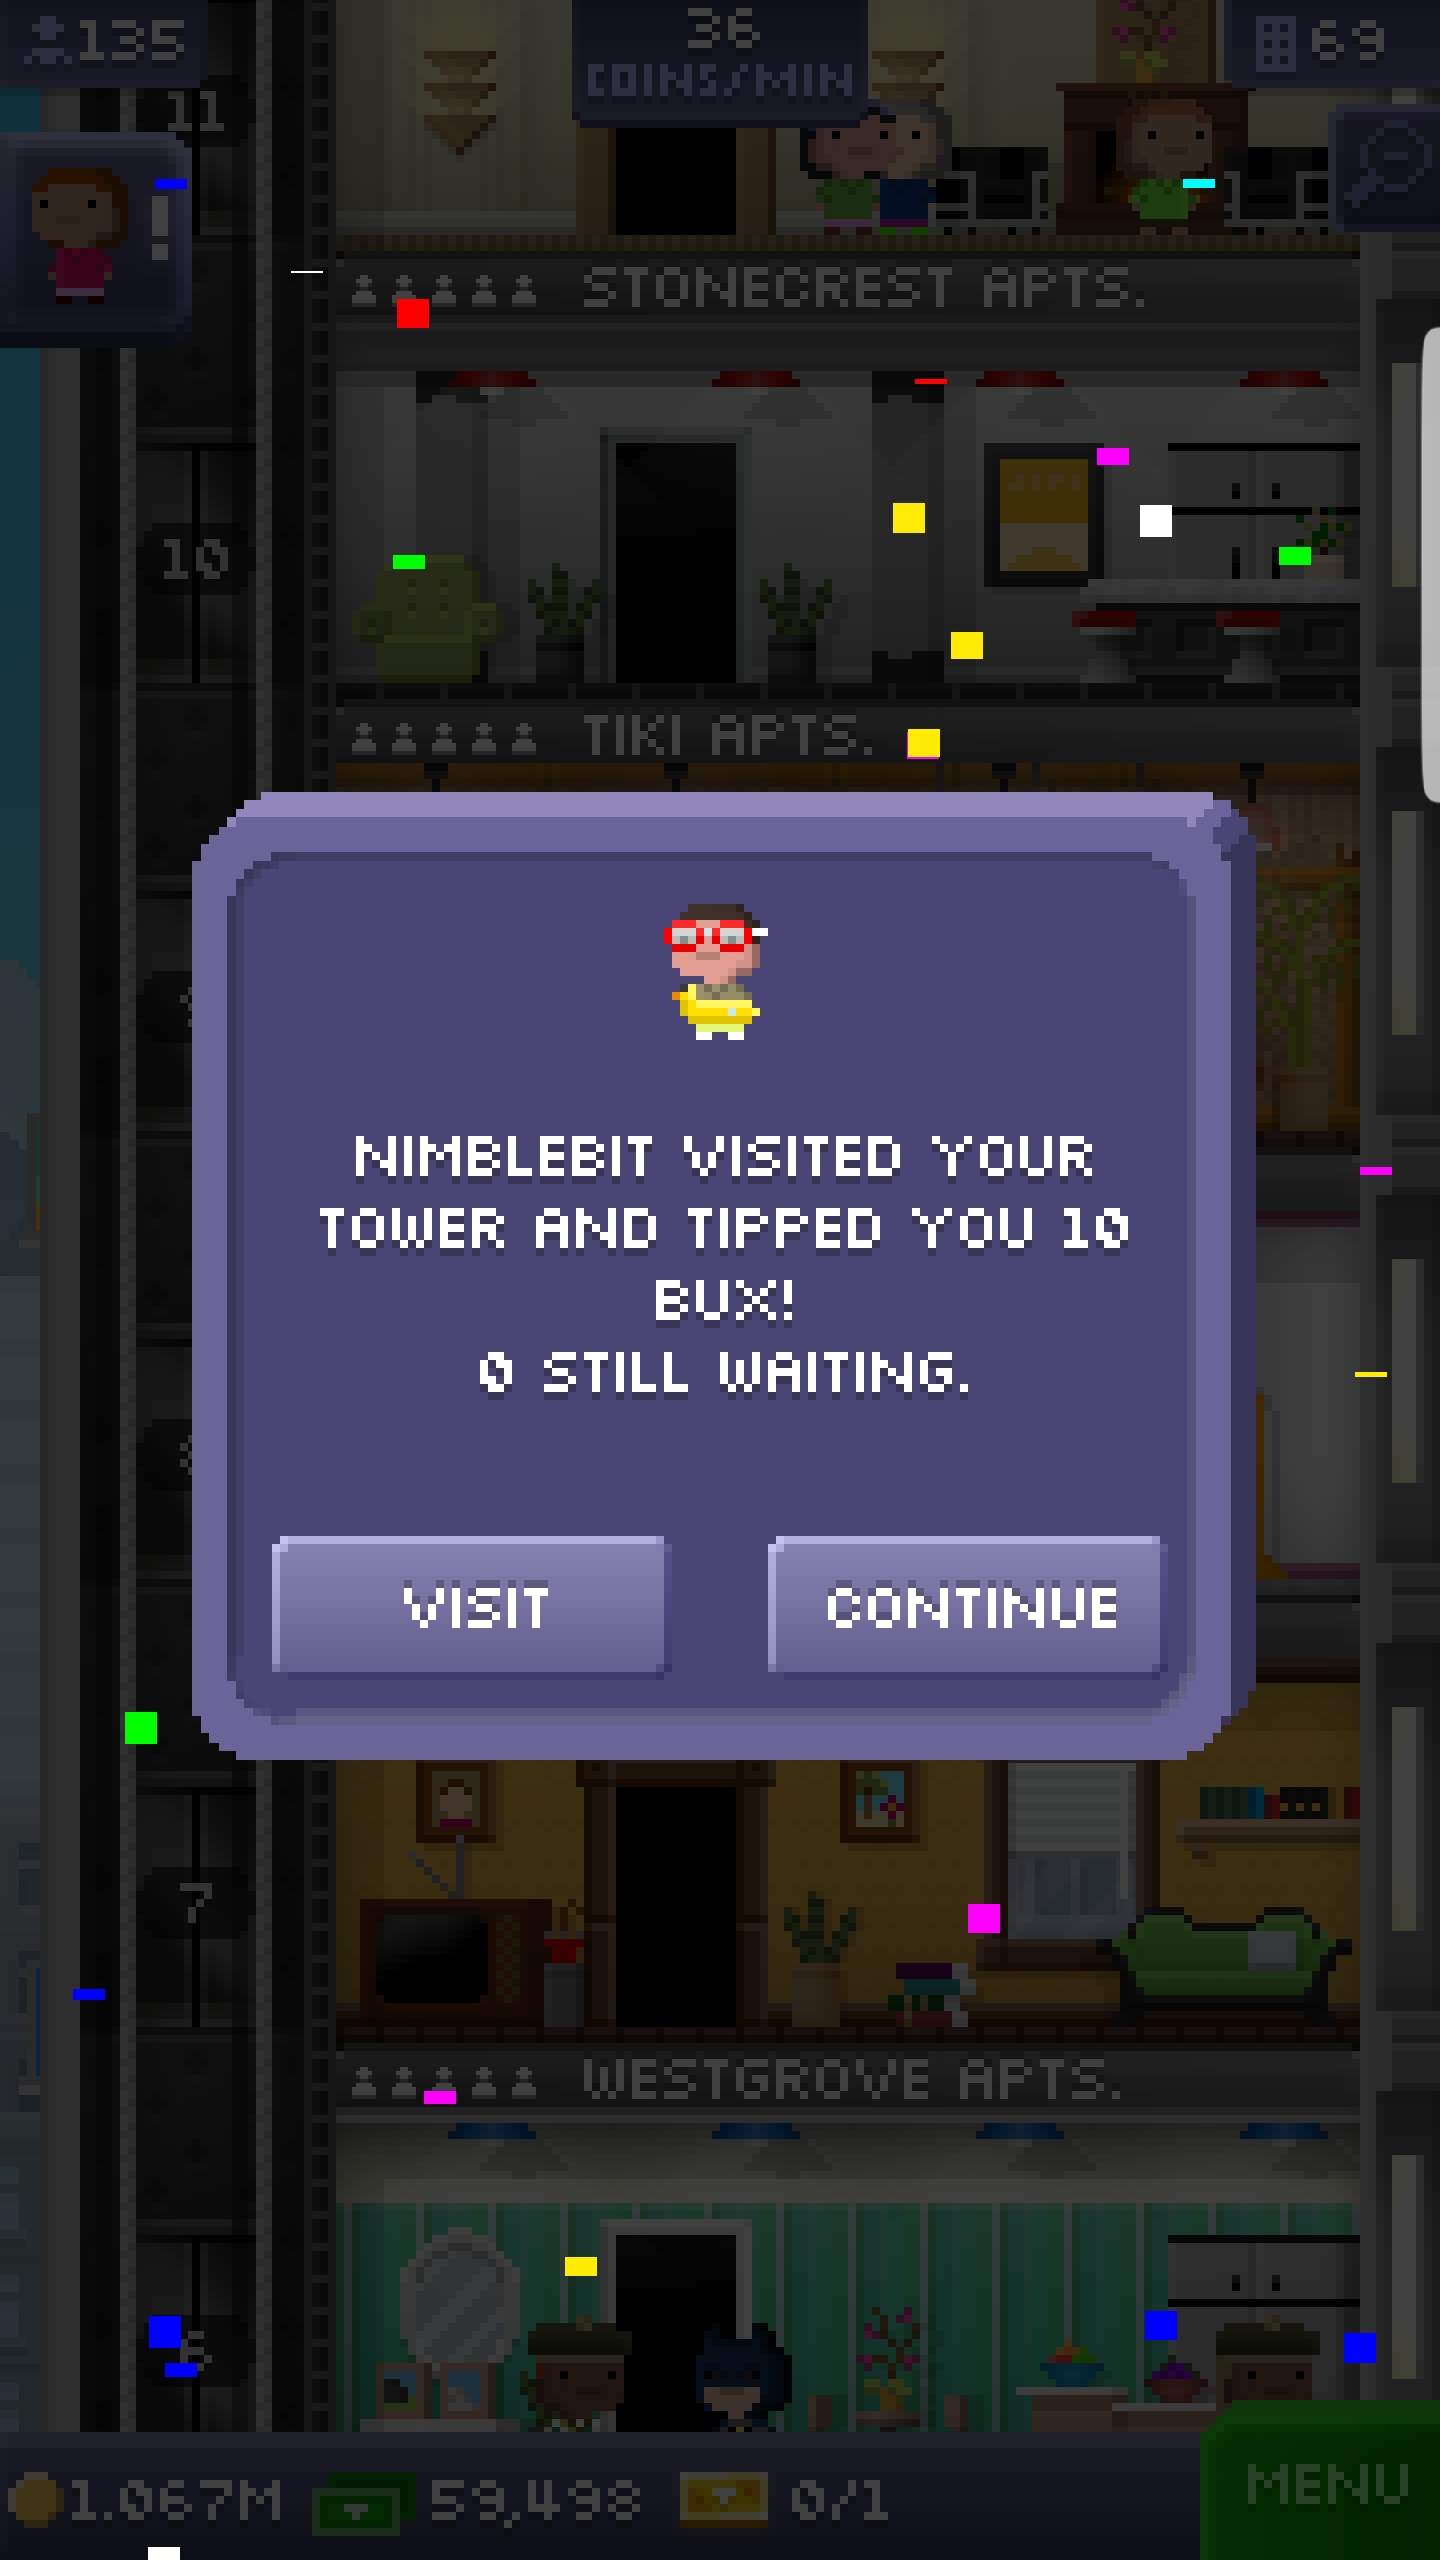 135
36
COINS/MIN
69
11
STONECREST APTS.
10
TIKI APTS.
NIMBLEBIT VISITED YOUR
TOWER AND TIPPED YOU 10
BUX!
0 STILL WAITING.
VISIT
CONTINUE
7
WESTGROVE APTS.
1.067M
59,498
0/1
MENU